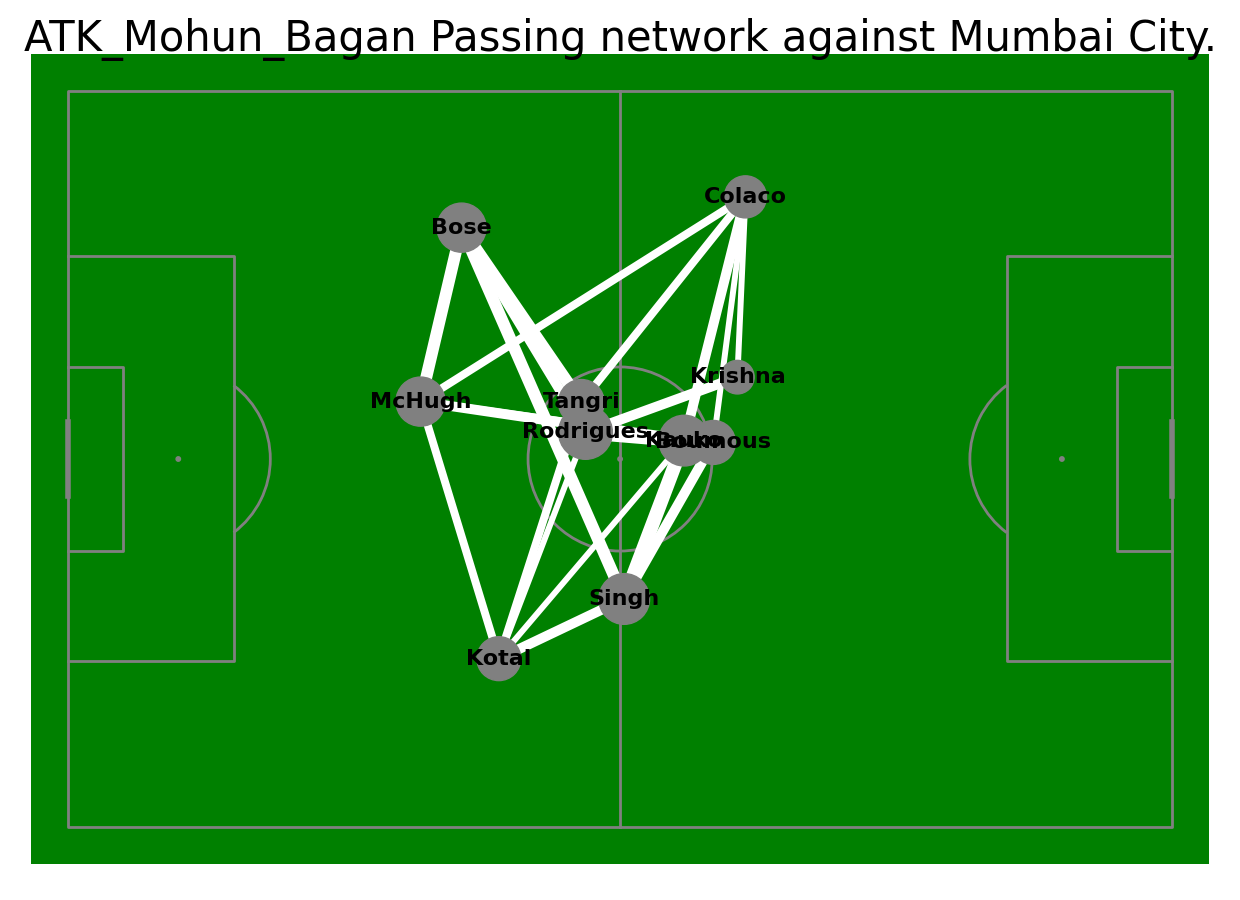 ATK_Mohun_Bagan Passing network against Mumbai City.
Colaco
Bose
Krishna
McHugh
Tangri
Rodrigues
Kauko
Boumous
Singh
Kotal